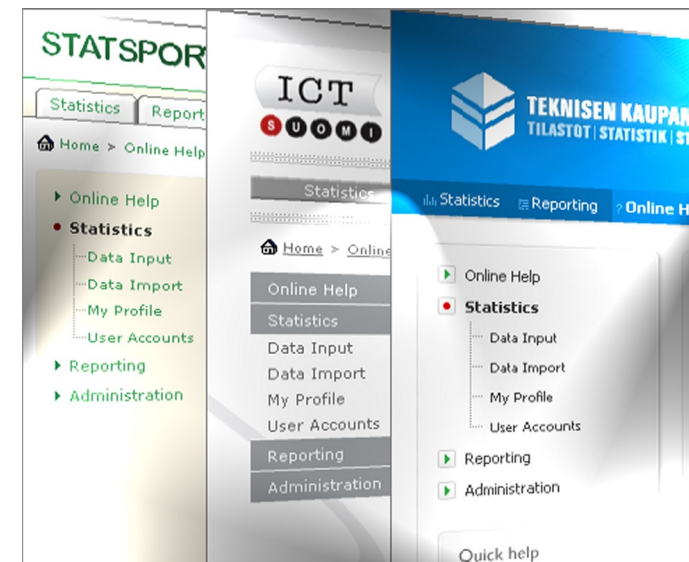 STATSPOR
Statistics
Report
Home > Online Help
Online Help
Statistics
Data Input
Data Import
My Profile
User Accounts
Reporting
Administration
ICT
SUOMI
Statistics
Home > Online
Online Help
Statistics
Data Input
Data Import
My Profile
User Accounts
Reporting
Administration
TEKNISEN KAUPAN
TILASTOT | STATISTIK | ST
Statistics
Reporting
? Online H
Online Help
Statistics
Data Input
Data Import
My Profile
User Accounts
Reporting
Administration
Quick help